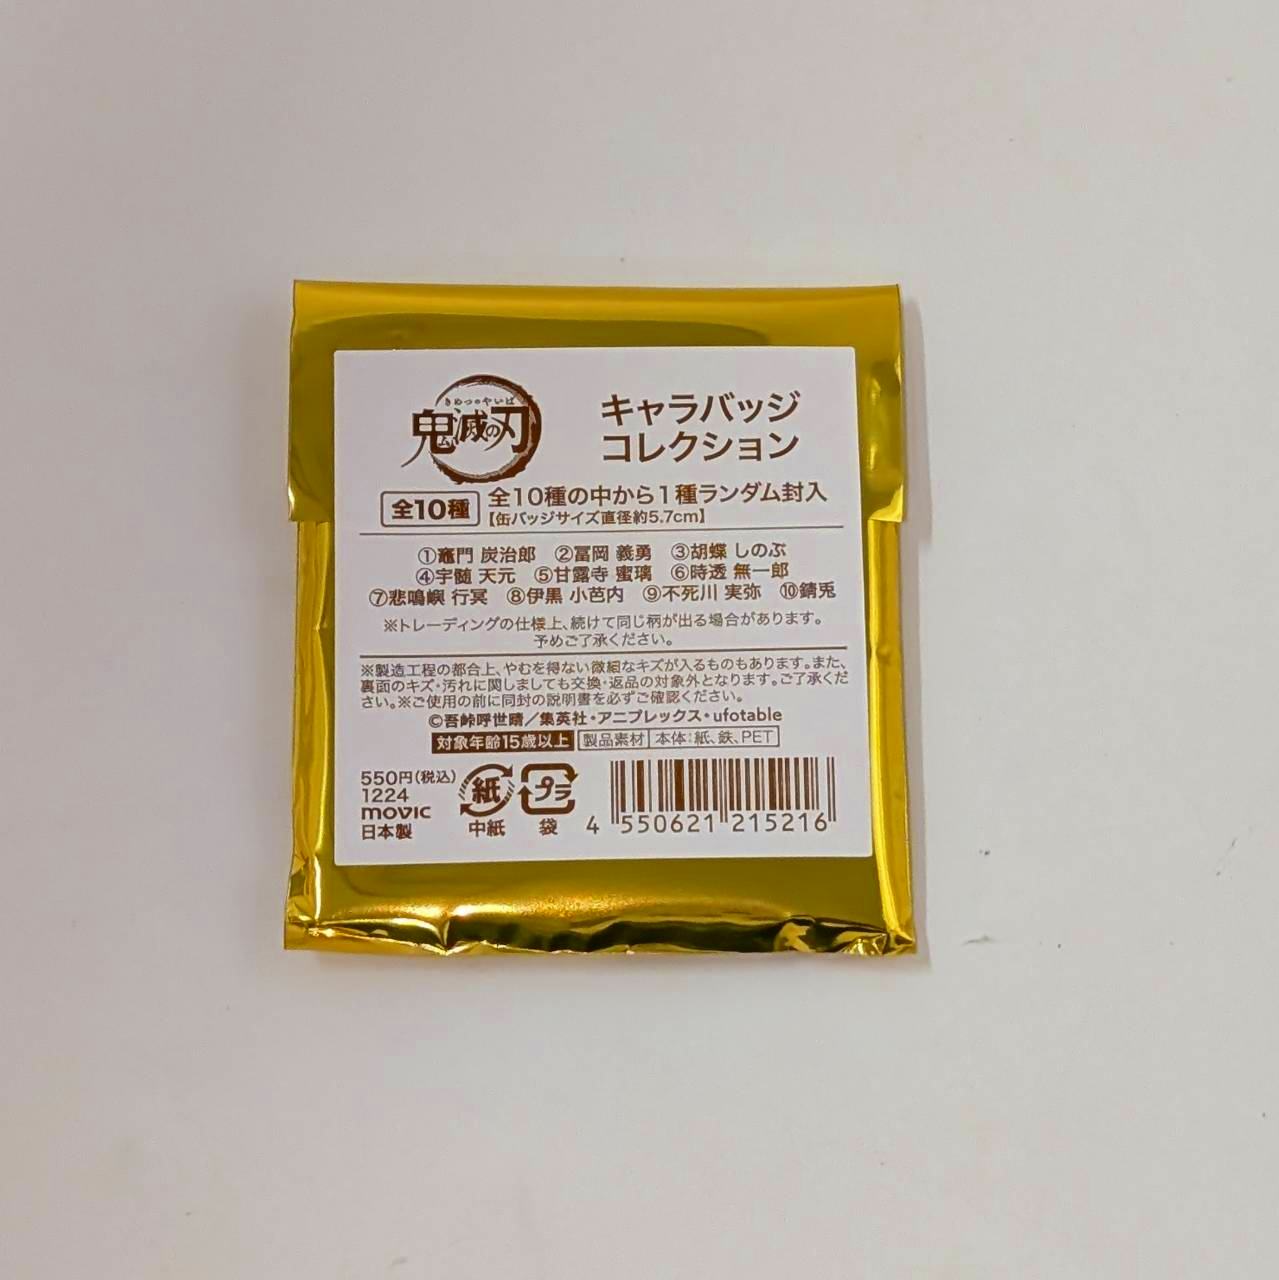 きめつのやいば
鬼滅の刃
キャラバッジ
コレクション
全10種
全10種の中から1種ランダム封入
【缶バッジサイズ直径約5.7cm】
①竈門 炭治郎 ②冨岡 義勇 ③胡蝶 しのぶ
④宇髄 天元 ⑤甘露寺 蜜璃 ⑥時透 無一郎
⑦悲鳴嶼 行冥 ⑧伊黒 小芭内 ⑨不死川 実弥 ⑩錆兎
※トレーディングの仕様上、続けて同じ柄が出る場合があります。
予めご了承ください。
※製造工程の都合上、やむを得ない微細なキズが入るものもあります。また、
裏面のキズ・汚れに関しましても交換・返品の対象外となります。ご了承くだ
さい。※ご使用の前に同封の説明書を必ずご確認ください。
©吾峠呼世晴／集英社・アニプレックス・ufotable
対象年齢15歳以上 製品素材 本体：紙、鉄、PET
550円(税込)
1224
movic
日本製
紙
中紙
プラ
袋
4 550621 215216